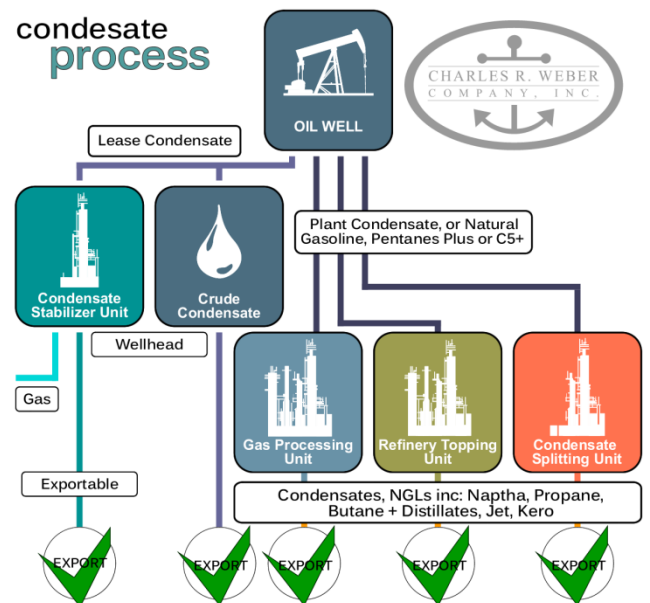 condesate
process
CHARLES R. WEBER
COMPANY, INC.
OIL WELL
Lease Condensate
Plant Condensate, or Natural
Gasoline, Pentanes Plus or C5+
Condensate
Stabilizer Unit
Crude
Condensate
Wellhead
Gas
Gas Processing
Unit
Refinery Topping
Unit
Condensate
Splitting Unit
Exportable
Condensates, NGLs inc: Naptha, Propane,
Butane + Distillates, Jet, Kero
EXPORT
EXPORT
EXPORT
EXPORT
EXPORT